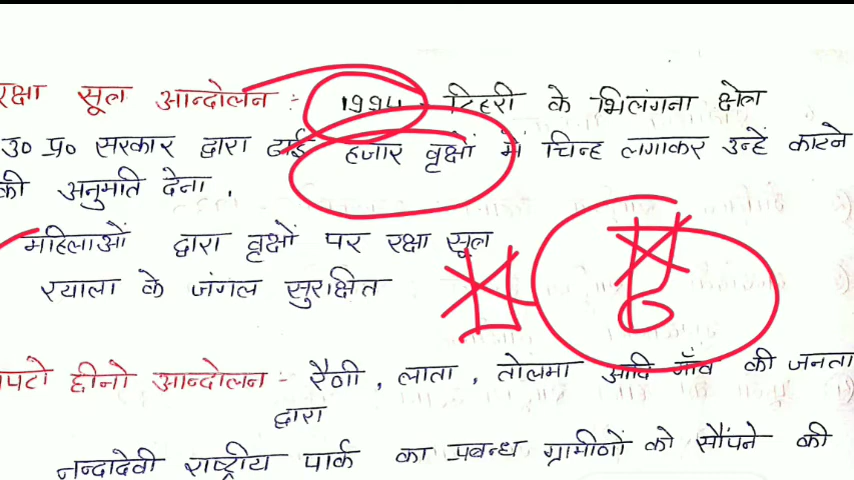 रक्षा सूत्र आन्दोलन :- 1994 - टिहरी के भिलंगना क्षेत्र
उ० प्र० सरकार द्वारा ढाई हजार वृक्षों में चिन्ह लगाकर उन्हें काटने
की अनुमति देना .
महिलाओं द्वारा वृक्षों पर रक्षा सूत्र
रयाला के जंगल सुरक्षित
झपटो छीनो आन्दोलन :- रैणी , लाता , तोलमा आदि गाँव की जनता
द्वारा
नन्दादेवी राष्ट्रीय पार्क का प्रबन्ध ग्रामीणों को सौंपने की